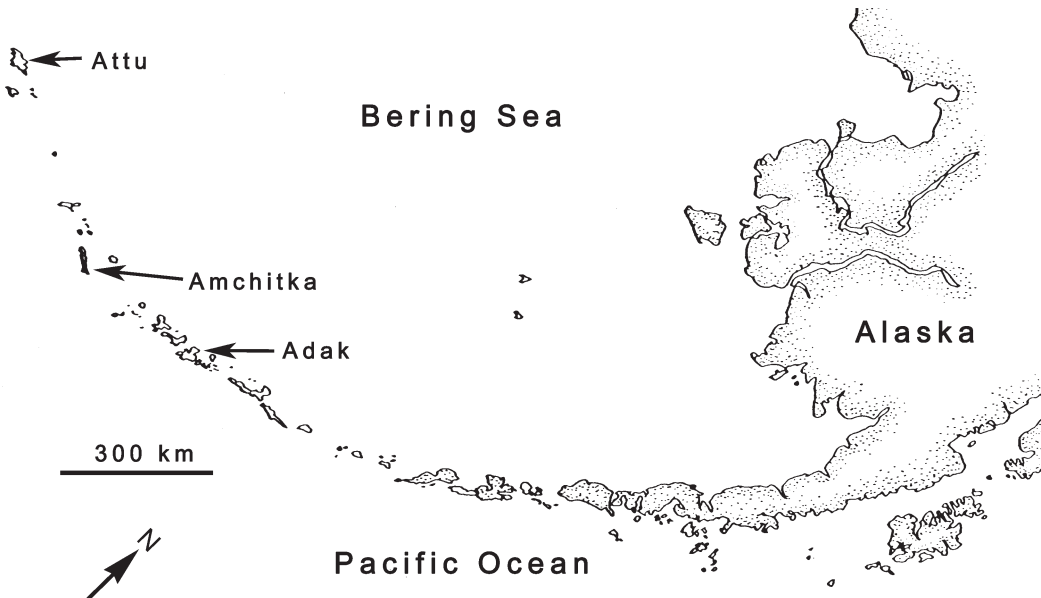 Attu
Bering Sea
Amchitka
Alaska
Adak
300 km
N
Pacific Ocean